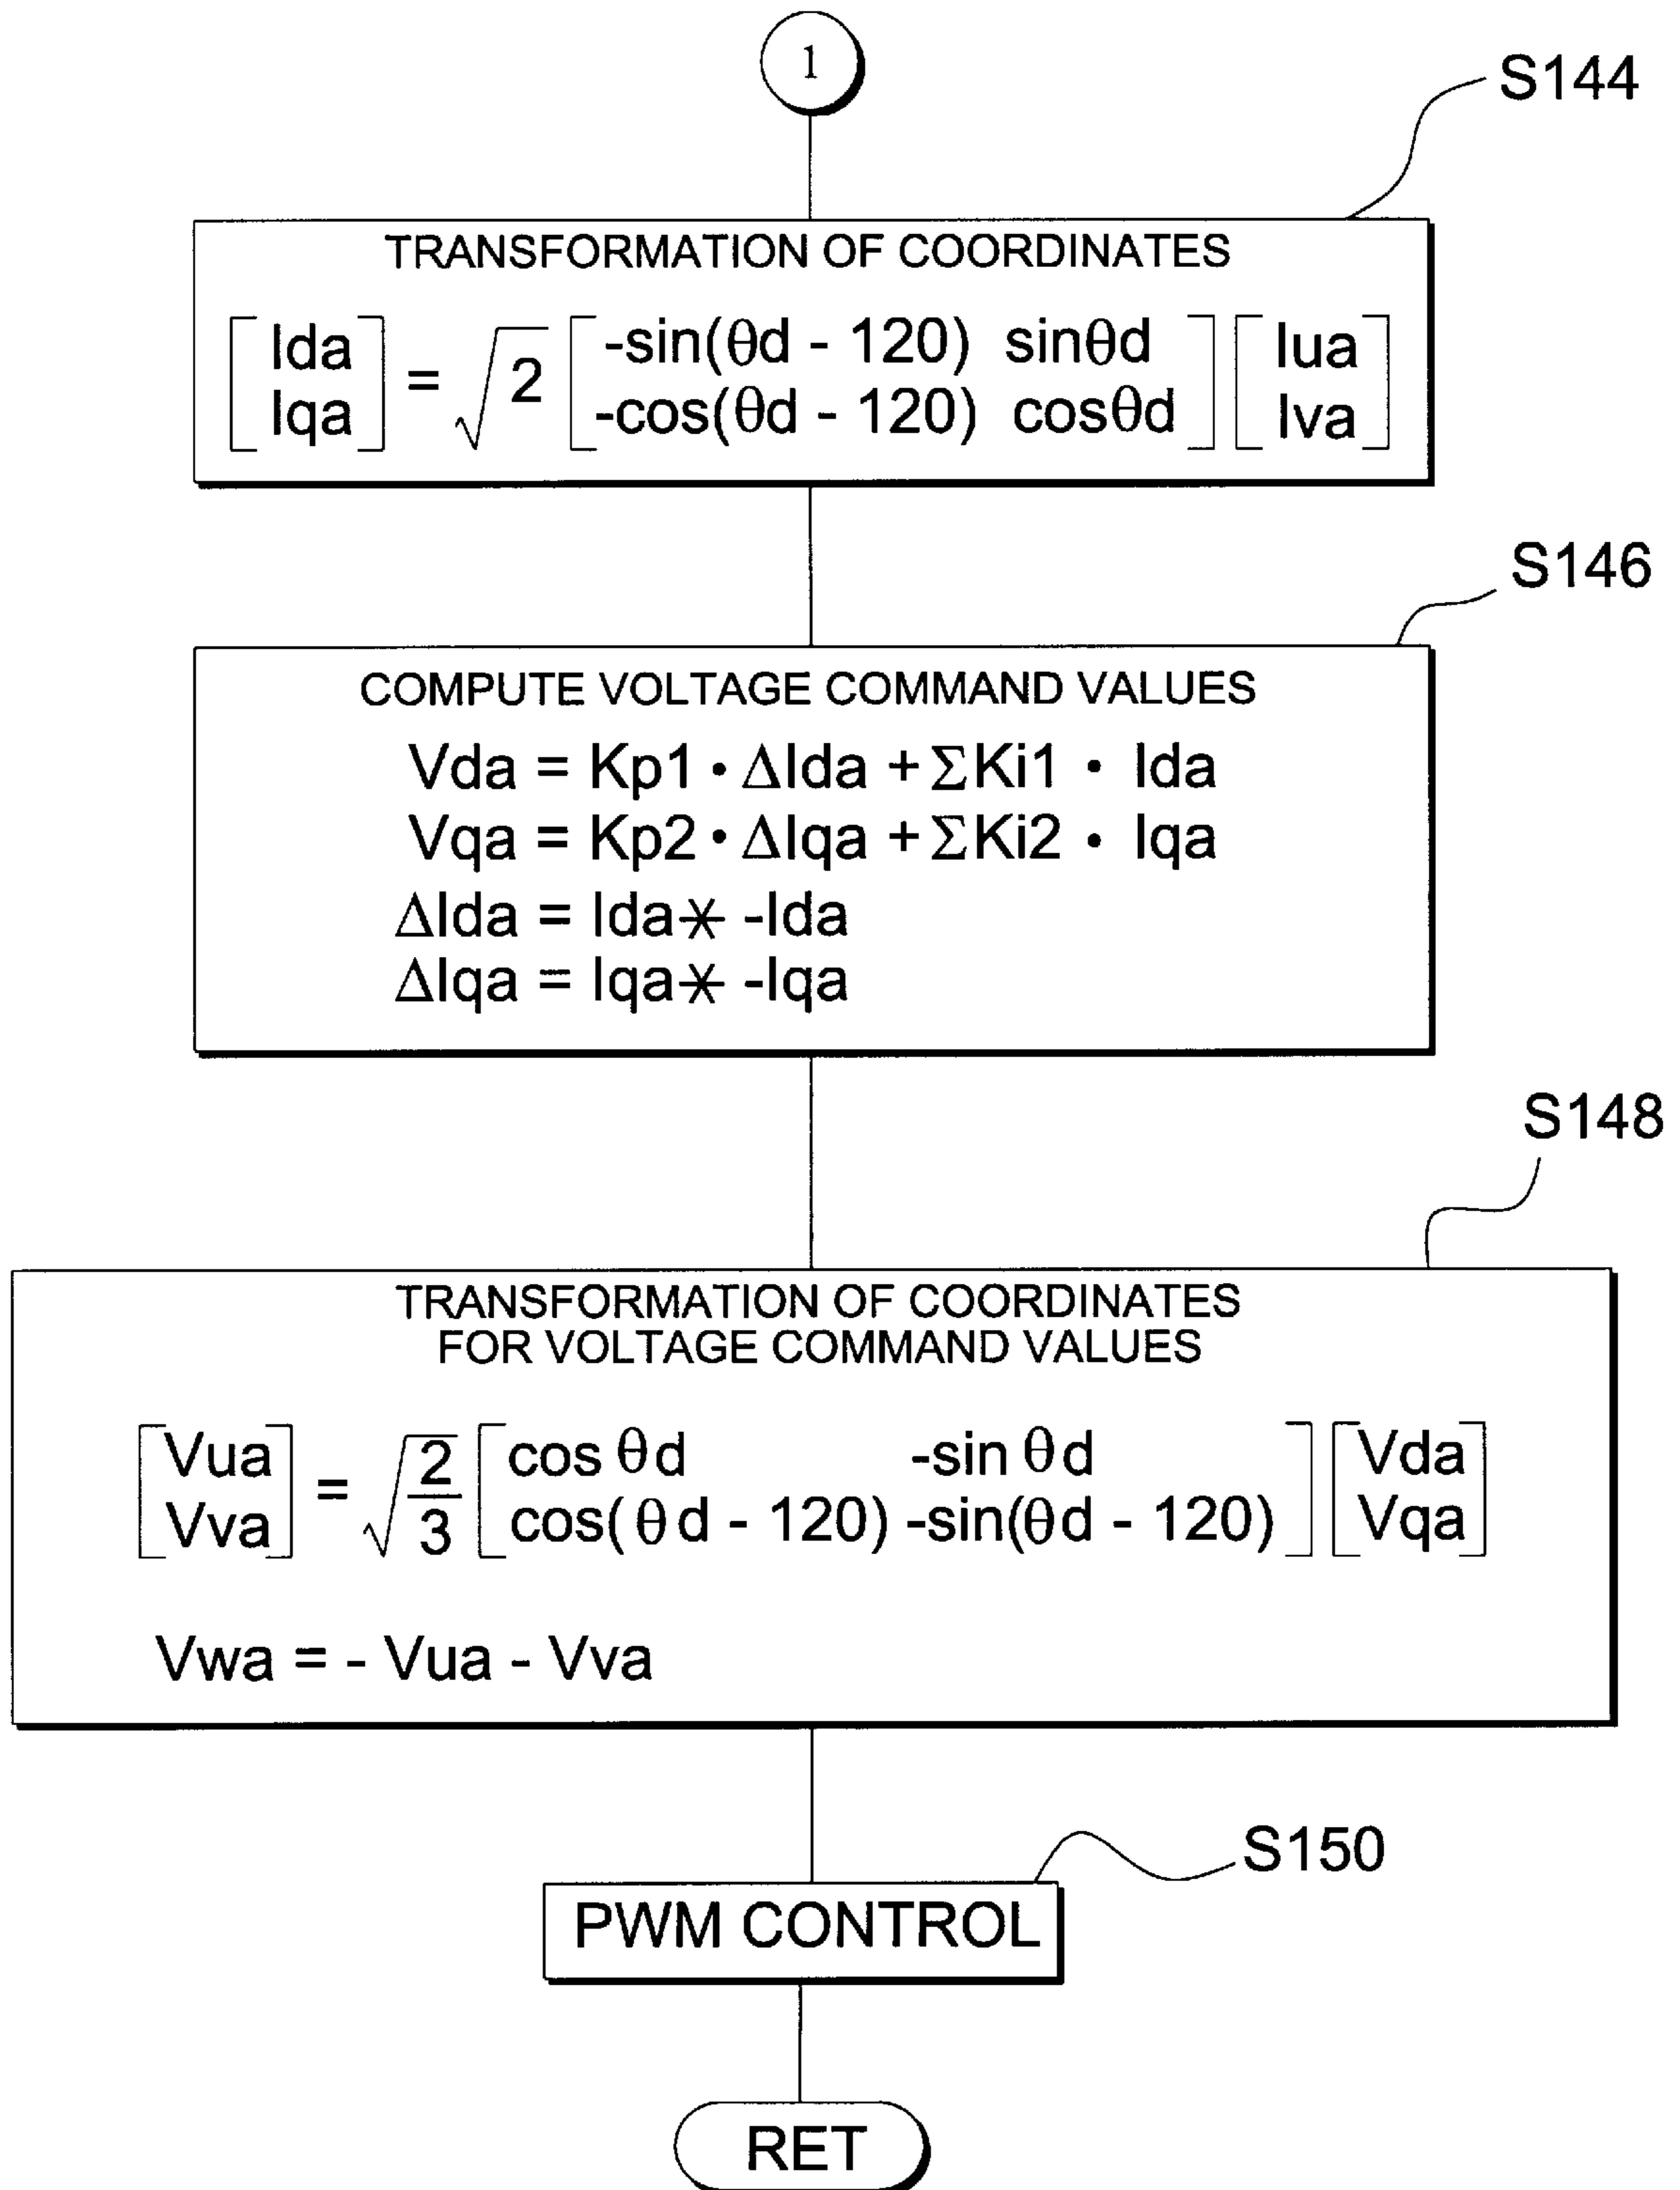 1
S144
TRANSFORMATION OF COORDINATES
[Ida Iqa] = √2 [-sin(θd - 120) sinθd -cos(θd - 120) cosθd] [Iua Iva]
S146
COMPUTE VOLTAGE COMMAND VALUES
Vda = Kp1 · ΔIda + ΣKi1 · Ida
Vqa = Kp2 · ΔIqa + ΣKi2 · Iqa
ΔIda = Ida* -Ida
ΔIqa = Iqa* -Iqa
S148
TRANSFORMATION OF COORDINATES
FOR VOLTAGE COMMAND VALUES
[Vua Vva] = √2/3 [cos θd -sin θd cos(θd - 120) -sin(θd - 120)] [Vda Vqa]
Vwa = - Vua - Vva
S150
PWM CONTROL
RET